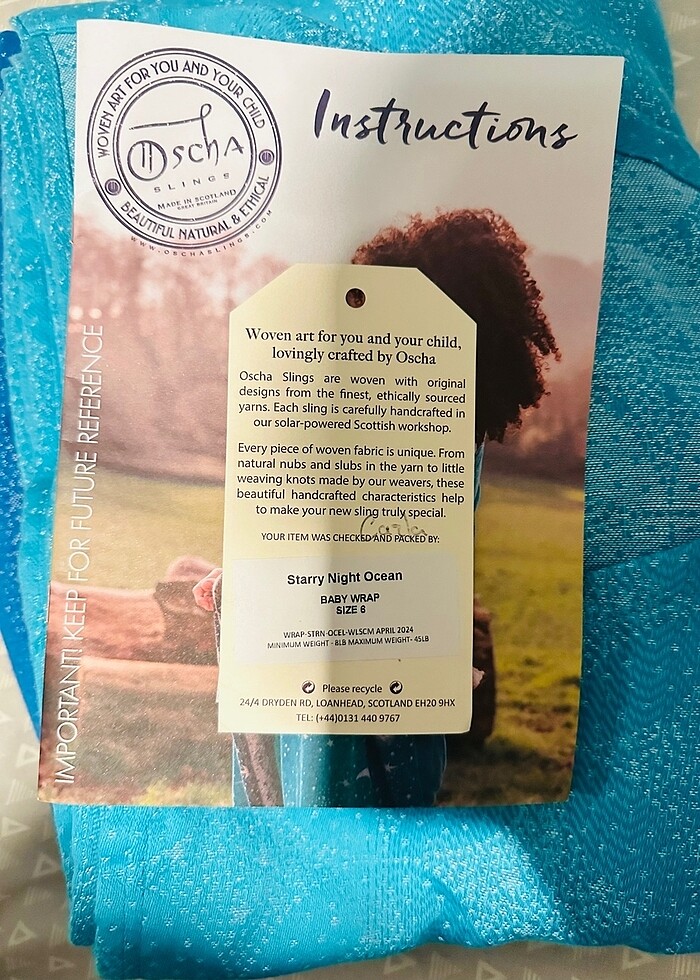 WOVEN ART FOR YOU AND YOUR CHILD
OSCHA
SLINGS
MADE IN SCOTLAND
GREAT BRITAIN
BEAUTIFUL NATURAL & ETHICAL
WWW.OSCHASLINGS.COM
Instructions
IMPORTANT! KEEP FOR FUTURE REFERENCE
Woven art for you and your child,
lovingly crafted by Oscha
Oscha Slings are woven with original
designs from the finest, ethically sourced
yarns. Each sling is carefully handcrafted in
our solar-powered Scottish workshop.
Every piece of woven fabric is unique. From
natural nubs and slubs in the yarn to little
weaving knots made by our weavers, these
beautiful handcrafted characteristics help
to make your new sling truly special.
Carla
YOUR ITEM WAS CHECKED AND PACKED BY:
Starry Night Ocean
BABY WRAP
SIZE 6
WRAP-STRN-OCEL-WLSCM APRIL 2024
MINIMUM WEIGHT - 8LB MAXIMUM WEIGHT- 45LB
Please recycle
24/4 DRYDEN RD, LOANHEAD, SCOTLAND EH20 9HX
TEL: (+44)0131 440 9767